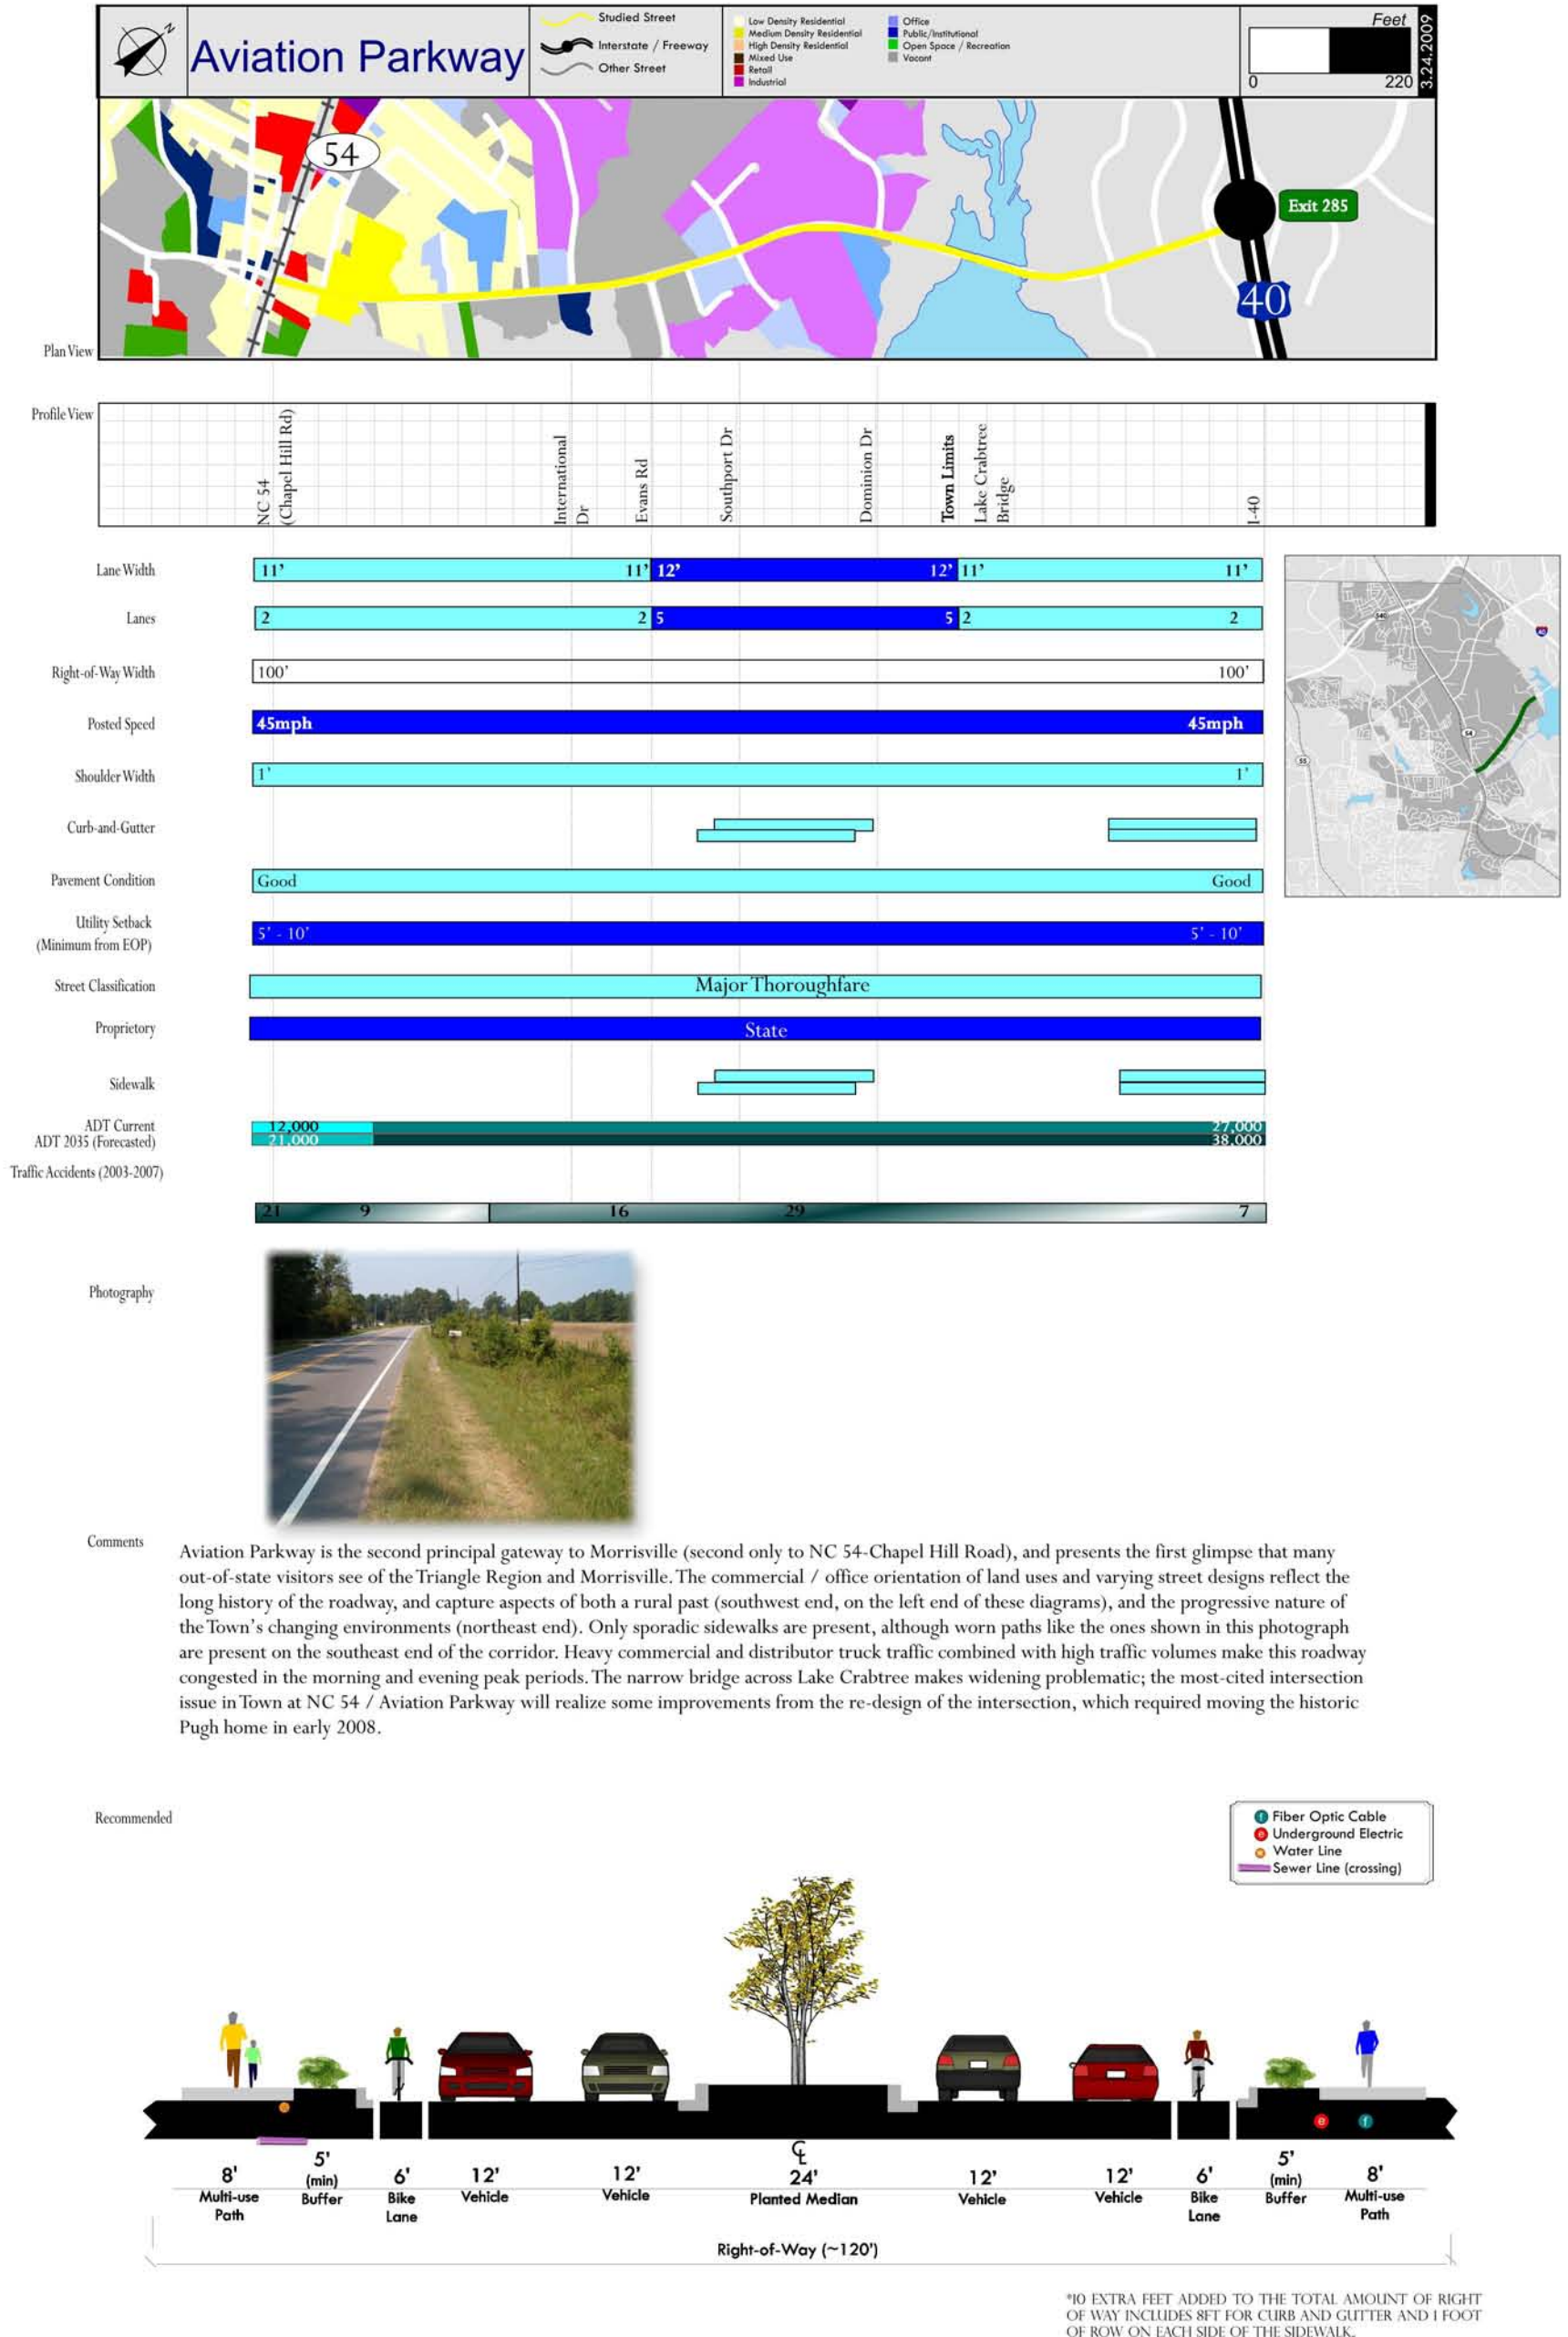 Aviation Parkway
N
Studied Street
Interstate / Freeway
Other Street
Low Density Residential
Medium Density Residential
High Density Residential
Mixed Use
Retail
Industrial
Office
Public/Institutional
Open Space / Recreation
Vacant
Feet
0
220
3.24.2009
54
Exit 285
40
Plan View
Profile View
NC 54
(Chapel Hill Rd)
International
Dr
Evans Rd
Southport Dr
Dominion Dr
Town Limits
Lake Crabtree
Bridge
I-40
Lane Width
11’ 11’ 12’ 12’ 11’ 11’
Lanes
2 2 5 5 2 2
Right-of-Way Width
100’ 100’
Posted Speed
45mph 45mph
Shoulder Width
1’ 1’
Curb-and-Gutter
Pavement Condition
Good Good
Utility Setback
(Minimum from EOP)
5’ - 10’ 5’ - 10’
Street Classification
Major Thoroughfare
Proprietory
State
Sidewalk
ADT Current
12,000 27,000
ADT 2035 (Forecasted)
21,000 38,000
Traffic Accidents (2003-2007)
21 9 16 29 7
540
40
54
55
Photography
Comments
Aviation Parkway is the second principal gateway to Morrisville (second only to NC 54-Chapel Hill Road), and presents the first glimpse that many
out-of-state visitors see of the Triangle Region and Morrisville. The commercial / office orientation of land uses and varying street designs reflect the
long history of the roadway, and capture aspects of both a rural past (southwest end, on the left end of these diagrams), and the progressive nature of
the Town’s changing environments (northeast end). Only sporadic sidewalks are present, although worn paths like the ones shown in this photograph
are present on the southeast end of the corridor. Heavy commercial and distributor truck traffic combined with high traffic volumes make this roadway
congested in the morning and evening peak periods. The narrow bridge across Lake Crabtree makes widening problematic; the most-cited intersection
issue in Town at NC 54 / Aviation Parkway will realize some improvements from the re-design of the intersection, which required moving the historic
Pugh home in early 2008.
Recommended
f Fiber Optic Cable
e Underground Electric
Water Line
Sewer Line (crossing)
e f
℄
8' 5' 6' 12' 12' 24' 12' 12' 6' 5' 8'
(min) (min)
Multi-use Buffer Bike Vehicle Vehicle Planted Median Vehicle Vehicle Bike Buffer Multi-use
Path Lane Lane Path
Right-of-Way (~120')
*10 EXTRA FEET ADDED TO THE TOTAL AMOUNT OF RIGHT
OF WAY INCLUDES 8FT FOR CURB AND GUTTER AND 1 FOOT
OF ROW ON EACH SIDE OF THE SIDEWALK.